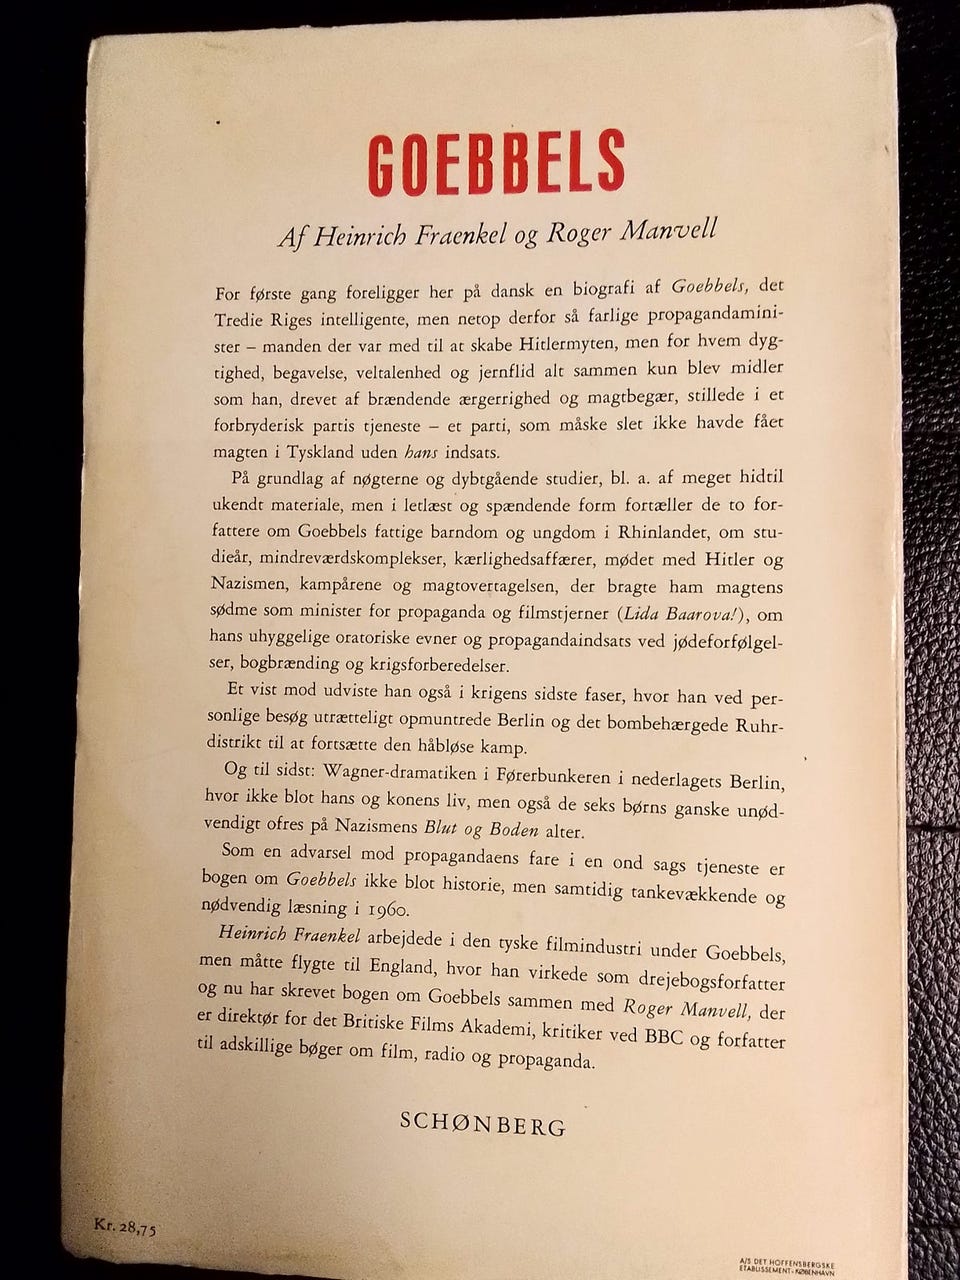 GOEBBELS
Af Heinrich Fraenkel og Roger Manvell
For første gang foreligger her på dansk en biografi af Goebbels, det
Tredie Riges intelligente, men netop derfor så farlige propagandamini-
ster – manden der var med til at skabe Hitlermyten, men for hvem dyg-
tighed, begavelse, veltalenhed og jernflid alt sammen kun blev midler
som han, drevet af brændende ærgerrighed og magtbegær, stillede i et
forbryderisk partis tjeneste – et parti, som måske slet ikke havde fået
magten i Tyskland uden hans indsats.
På grundlag af nøgterne og dybtgående studier, bl. a. af meget hidtil
ukendt materiale, men i letlæst og spændende form fortæller de to for-
fattere om Goebbels fattige barndom og ungdom i Rhinlandet, om stu-
dieår, mindreværdskomplekser, kærlighedsaffærer, mødet med Hitler og
Nazismen, kampårene og magtovertagelsen, der bragte ham magtens
sødme som minister for propaganda og filmstjerner (Lida Baarova!), om
hans uhyggelige oratoriske evner og propagandaindsats ved jødeforfølgel-
ser, bogbrænding og krigsforberedelser.
Et vist mod udviste han også i krigens sidste faser, hvor han ved per-
sonlige besøg utrætteligt opmuntrede Berlin og det bombehærgede Ruhr-
distrikt til at fortsætte den håbløse kamp.
Og til sidst: Wagner-dramatiken i Førerbunkeren i nederlagets Berlin,
hvor ikke blot hans og konens liv, men også de seks børns ganske unød-
vendigt ofres på Nazismens Blut og Boden alter.
Som en advarsel mod propagandaens fare i en ond sags tjeneste er
bogen om Goebbels ikke blot historie, men samtidig tankevækkende og
nødvendig læsning i 1960.
Heinrich Fraenkel arbejdede i den tyske filmindustri under Goebbels,
men måtte flygte til England, hvor han virkede som drejebogsforfatter
og nu har skrevet bogen om Goebbels sammen med Roger Manvell, der
er direktør for det Britiske Films Akademi, kritiker ved BBC og forfatter
til adskillige bøger om film, radio og propaganda.
SCHØNBERG
Kr. 28,75
A/S DET HOFFENSBERGSKE
ETABLISSEMENT - KØBENHAVN